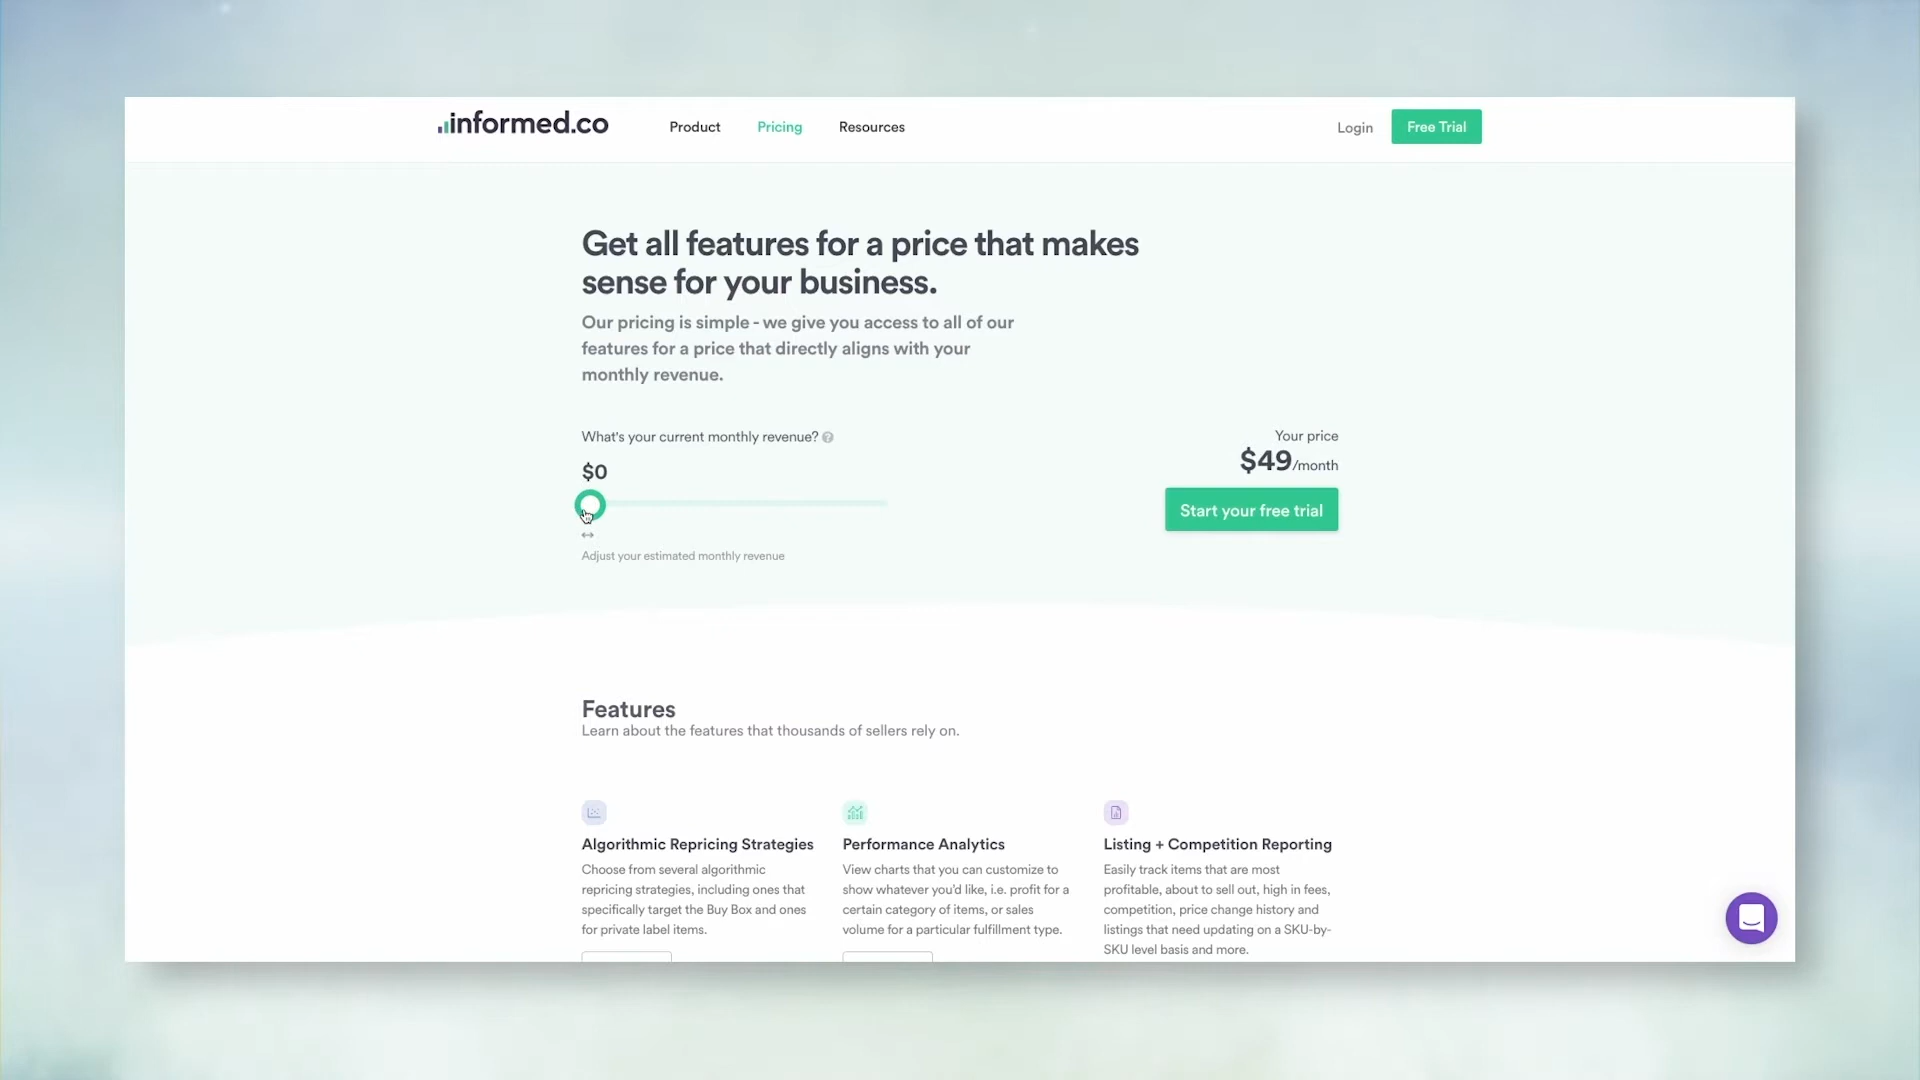 informed.co
Product
Pricing
Resources
Login
Free Trial
Get all features for a price that makes
sense for your business.
Our pricing is simple - we give you access to all of our
features for a price that directly aligns with your
monthly revenue.
What's your current monthly revenue? ?
$0
Adjust your estimated monthly revenue
Your price
$49/month
Start your free trial
Features
Learn about the features that thousands of sellers rely on.
Algorithmic Repricing Strategies
Choose from several algorithmic
repricing strategies, including ones that
specifically target the Buy Box and ones
for private label items.
Performance Analytics
View charts that you can customize to
show whatever you'd like, i.e. profit for a
certain category of items, or sales
volume for a particular fulfillment type.
Listing + Competition Reporting
Easily track items that are most
profitable, about to sell out, high in fees,
competition, price change history and
listings that need updating on a SKU-by-
SKU level basis and more.